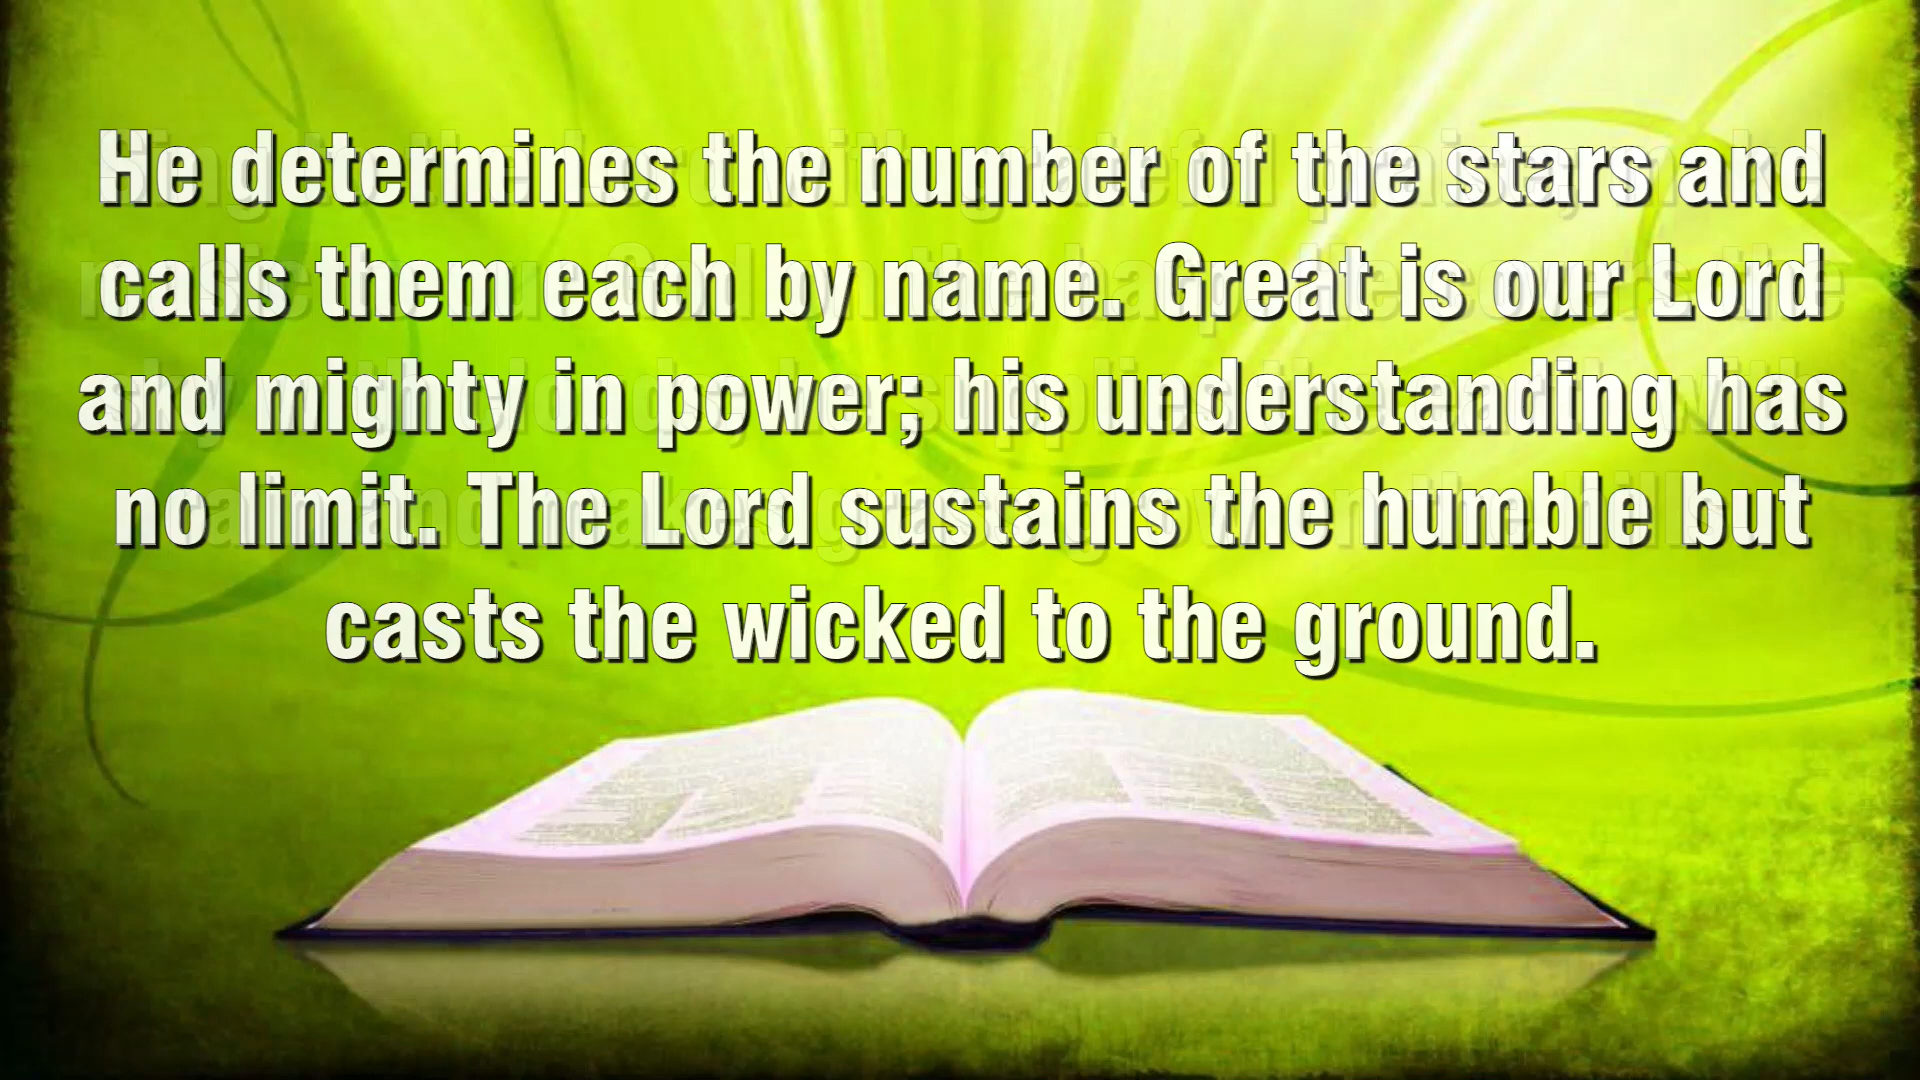 He determines the number of the stars and
calls them each by name. Great is our Lord
and mighty in power; his understanding has
no limit. The Lord sustains the humble but
casts the wicked to the ground.